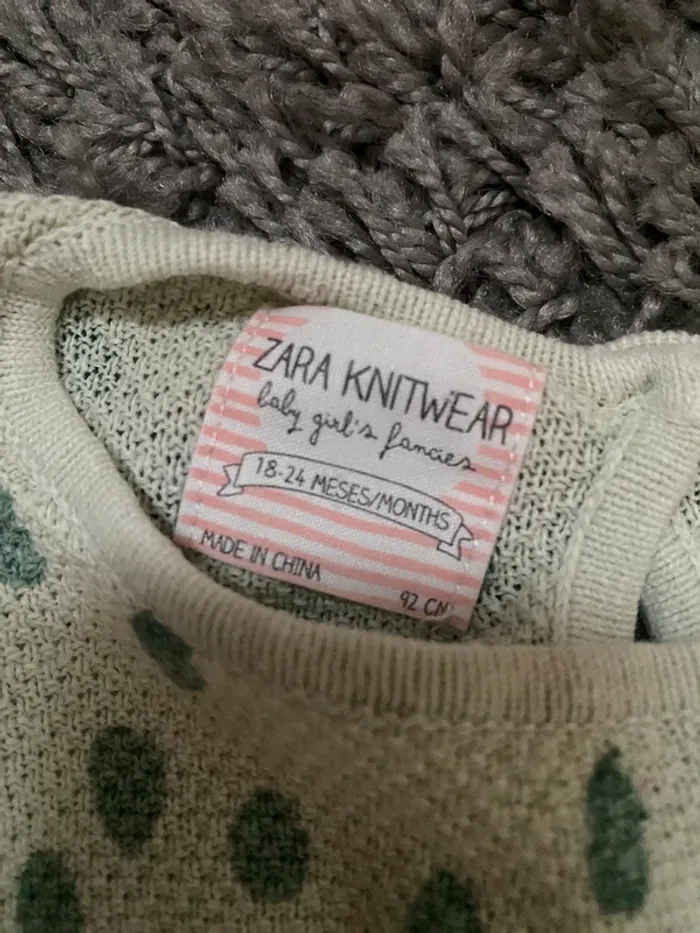 ZARA KNITWEAR
baby girl's fancies
18-24 MESES/MONTHS
MADE IN CHINA
92 CM